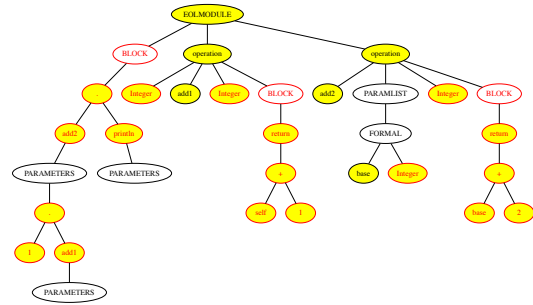 EOLMODULE
BLOCK operation operation
. Integer add1 Integer BLOCK add2 PARAMLIST Integer BLOCK
add2 println return FORMAL return
PARAMETERS PARAMETERS + base Integer +
. self 1 base 2
1 add1
PARAMETERS